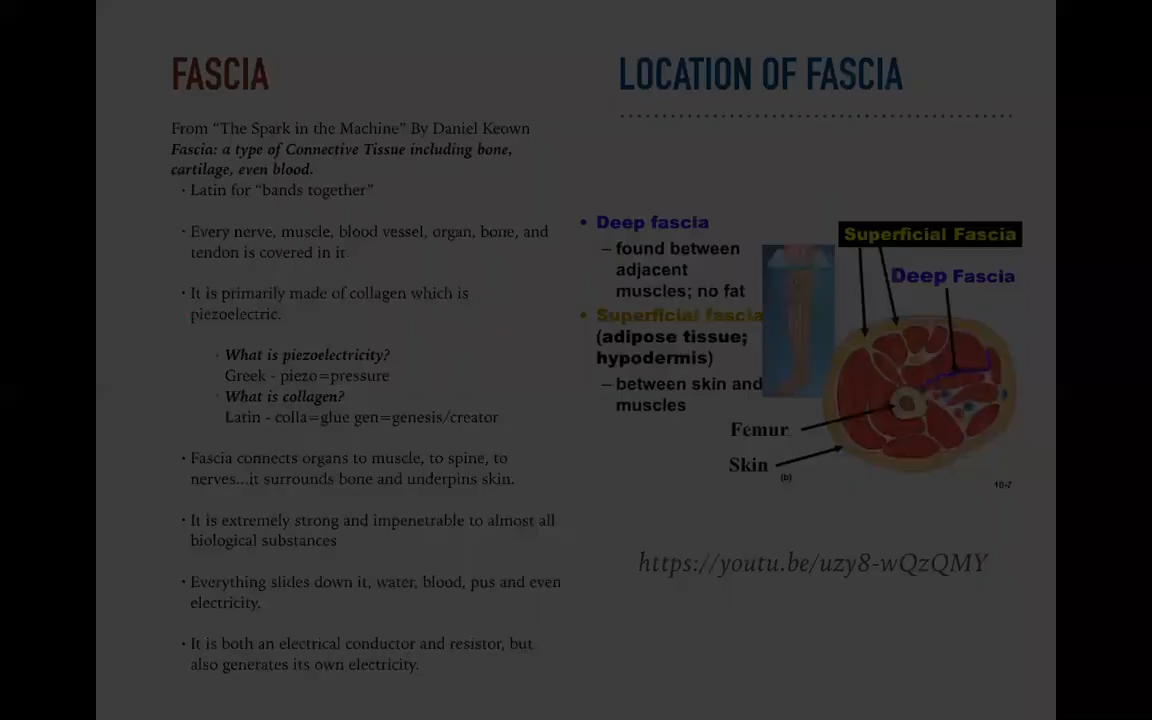 FASCIA
From “The Spark in the Machine” By Daniel Keown
Fascia: a type of Connective Tissue including bone,
cartilage, even blood.
• Latin for “bands together”
• Every nerve, muscle, blood vessel, organ, bone, and
tendon is covered in it.
• It is primarily made of collagen which is
piezoelectric.
• What is piezoelectricity?
Greek - piezo=pressure
• What is collagen?
Latin - colla=glue gen=genesis/creator
• Fascia connects organs to muscle, to spine, to
nerves...it surrounds bone and underpins skin.
• It is extremely strong and impenetrable to almost all
biological substances
• Everything slides down it, water, blood, pus and even
electricity.
• It is both an electrical conductor and resistor, but
also generates its own electricity.
LOCATION OF FASCIA
• Deep fascia
– found between
adjacent
muscles; no fat
• Superficial fascia
(adipose tissue;
hypodermis)
– between skin and
muscles
Superficial Fascia
Deep Fascia
Femur
Skin
(b)
10-7
https://youtu.be/uzy8-wQzQMY